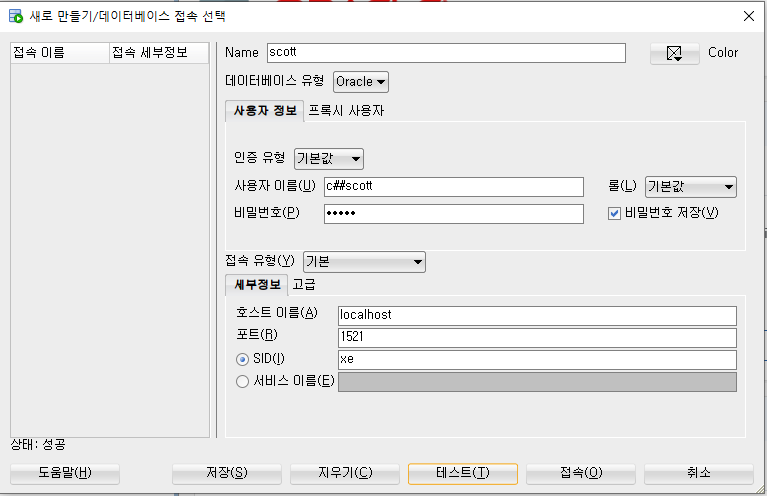 새로 만들기/데이터베이스 접속 선택
접속 이름 접속 세부정보
Name scott Color
데이터베이스 유형 Oracle
사용자 정보 프록시 사용자
인증 유형 기본값
사용자 이름(U) c##scott 롤(L) 기본값
비밀번호(P) ●●●●● 비밀번호 저장(V)
접속 유형(Y) 기본
세부정보 고급
호스트 이름(A) localhost
포트(R) 1521
SID(I) xe
서비스 이름(E)
상태: 성공
도움말(H) 저장(S) 지우기(C) 테스트(T) 접속(O) 취소